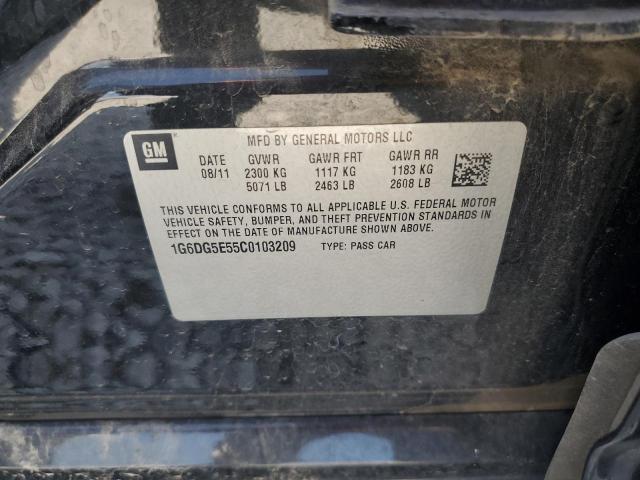 GM
MFD BY GENERAL MOTORS LLC
DATE GVWR GAWR FRT GAWR RR
08/11 2300 KG 1117 KG 1183 KG
5071 LB 2463 LB 2608 LB
THIS VEHICLE CONFORMS TO ALL APPLICABLE U.S. FEDERAL MOTOR
VEHICLE SAFETY, BUMPER, AND THEFT PREVENTION STANDARDS IN
EFFECT ON THE DATE OF MANUFACTURE SHOWN ABOVE.
1G6DG5E55C0103209 TYPE: PASS CAR